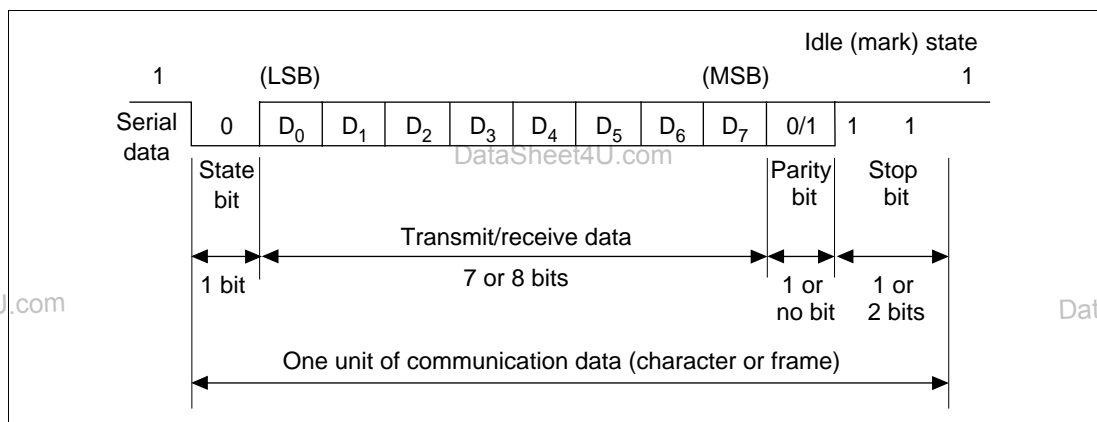 Idle (mark) state
1 (LSB) (MSB) 1
Serial data
0 D0 D1 D2 D3 D4 D5 D6 D7 0/1 1 1
DataSheet4U.com
State bit
Parity bit
Stop bit
Transmit/receive data
1 bit
7 or 8 bits
1 or no bit
1 or 2 bits
U.com
Dat
One unit of communication data (character or frame)